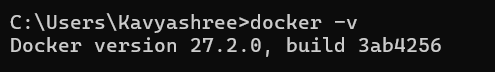 C:\Users\Kavyashree>docker -v
Docker version 27.2.0, build 3ab4256